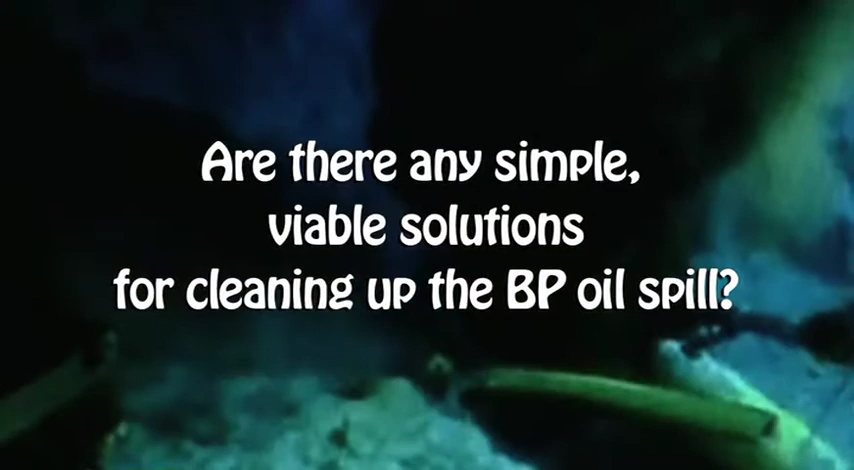 Are there any simple,
viable solutions
for cleaning up the BP oil spill?